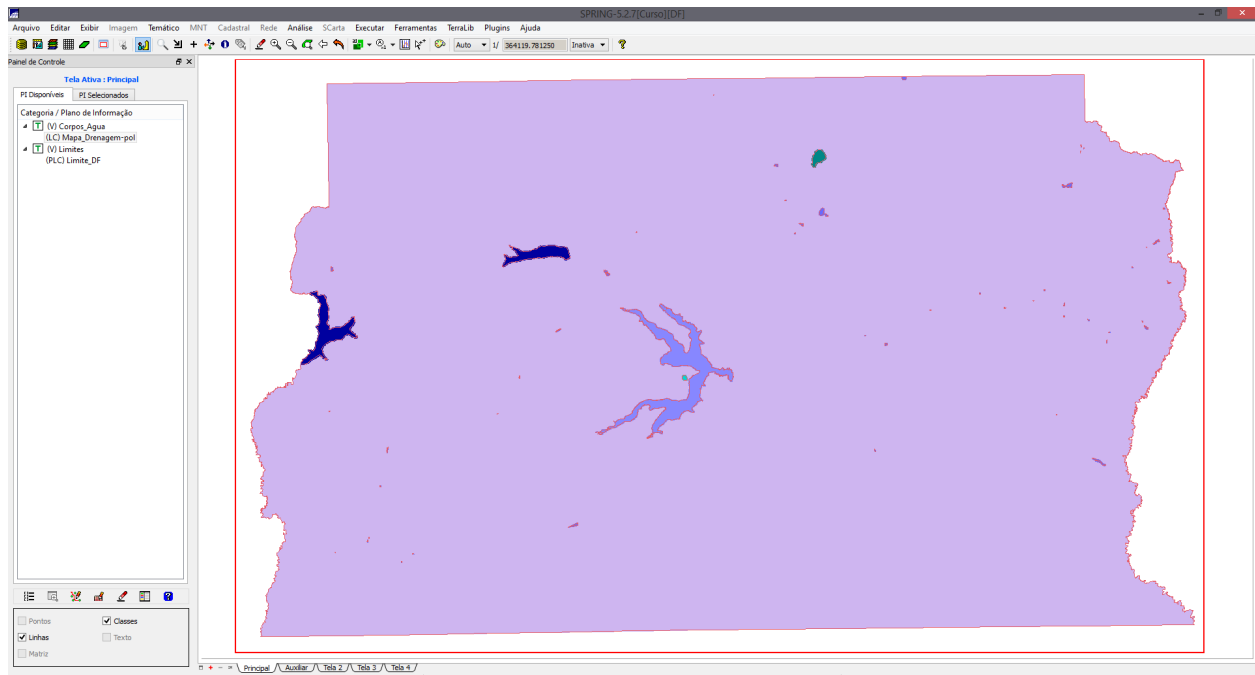 SPRING-5.2.7[Curso][DF]
Arquivo Editar Exibir Imagem Temático MNT Cadastral Rede Análise SCarta Executar Ferramentas TerraLib Plugins Ajuda
Auto 1/ 364119.781250 Inativa
Painel de Controle
Tela Ativa : Principal
PI Disponíveis PI Selecionados
Categoria / Plano de Informação
T (V) Corpos_Agua
(LC) Mapa_Drenagem-pol
T (V) Limites
(PLC) Limite_DF
Pontos Classes
Linhas Texto
Matriz
Principal Auxiliar Tela 2 Tela 3 Tela 4